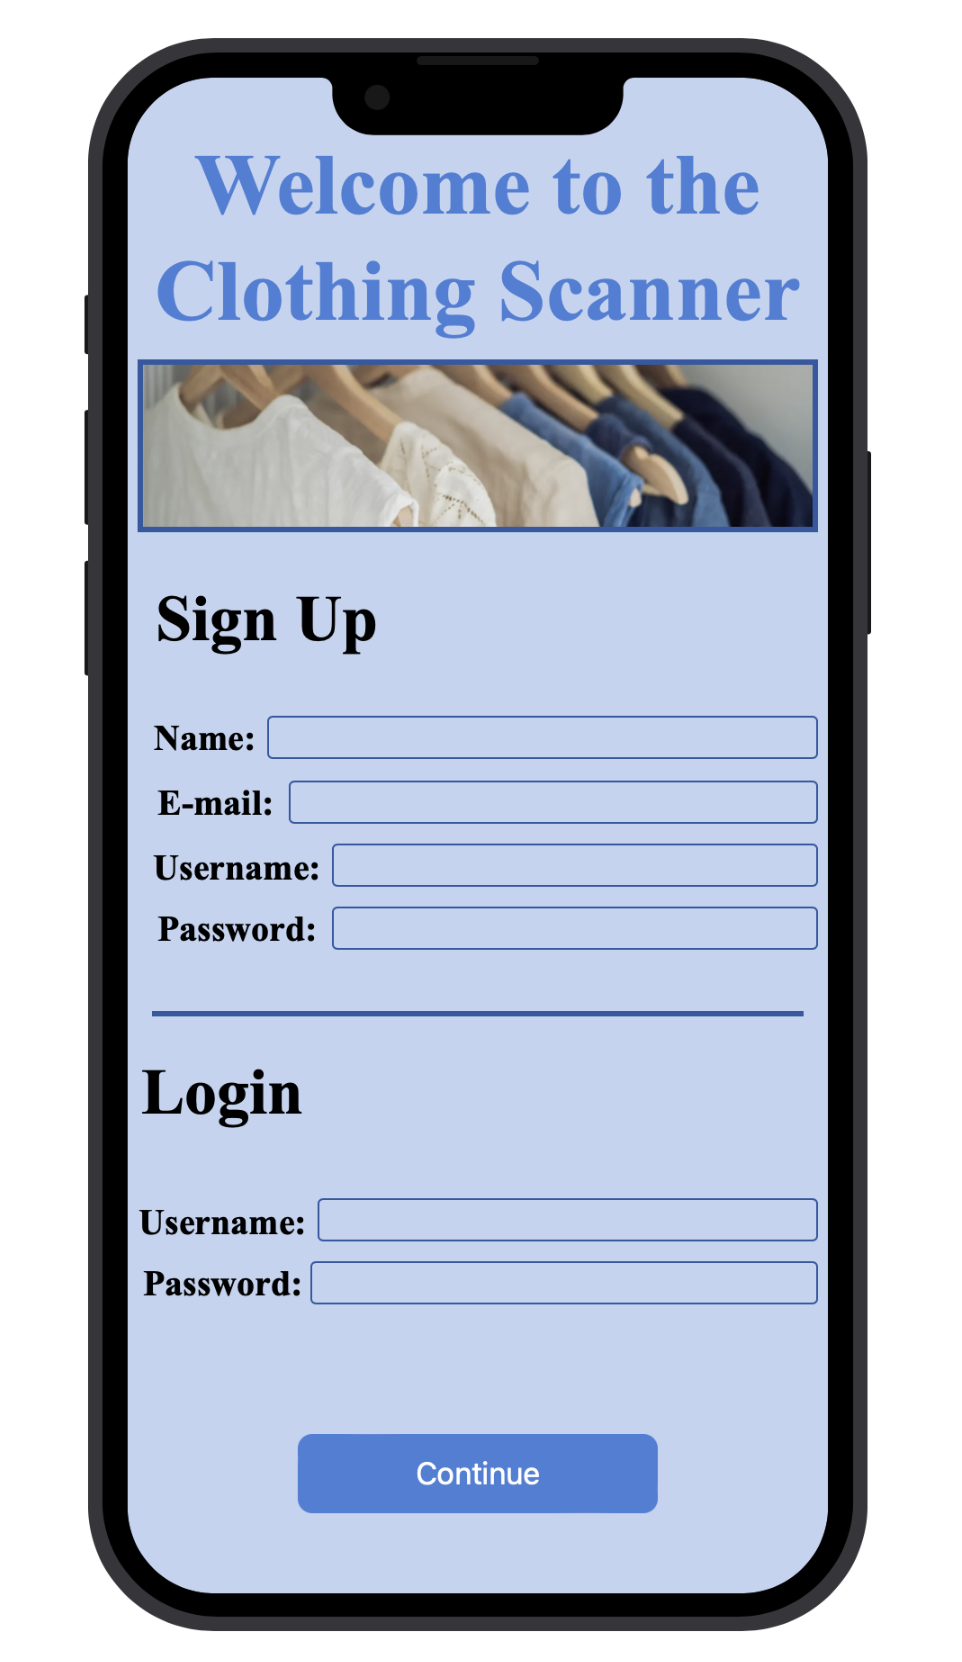 Welcome to the
Clothing Scanner
Sign Up
Name:
E-mail:
Username:
Password:
Login
Username:
Password:
Continue